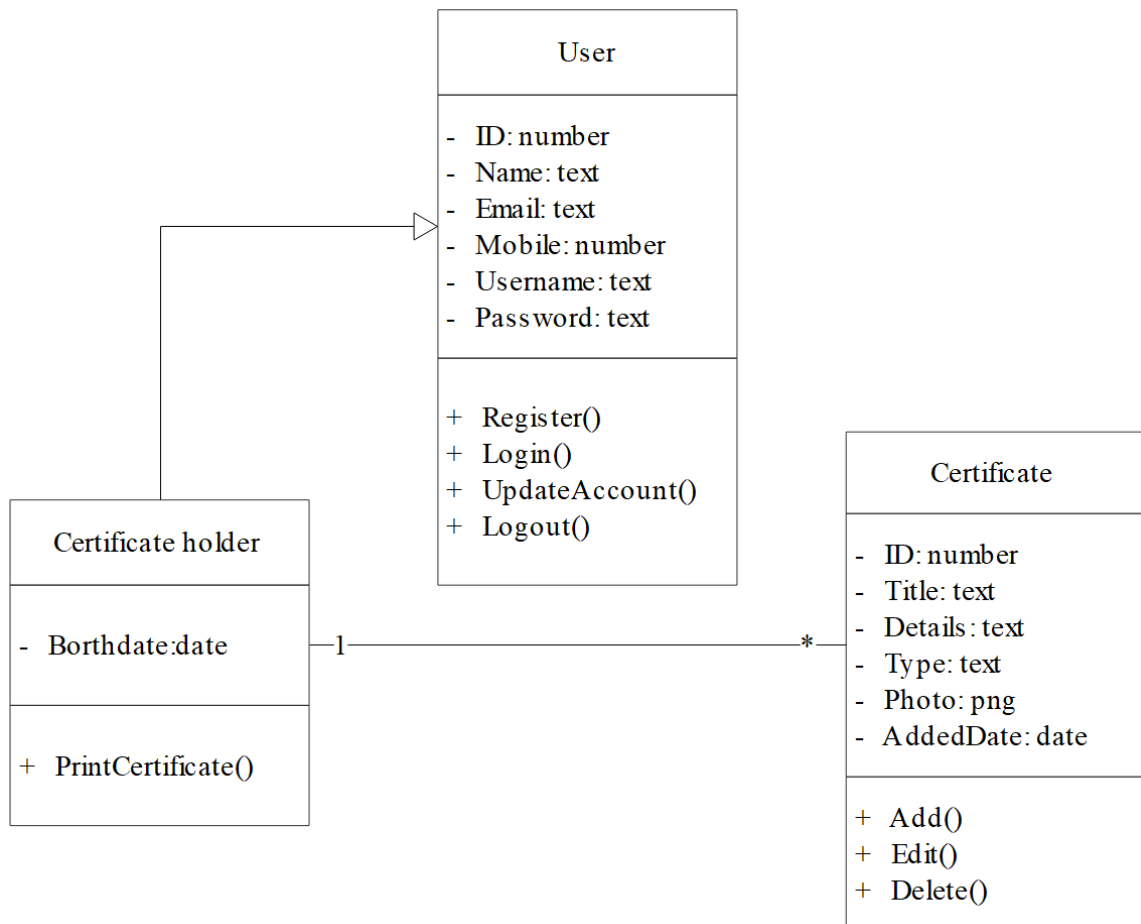 User
- ID: number
- Name: text
- Email: text
- Mobile: number
- Username: text
- Password: text
+ Register()
+ Login()
+ UpdateAccount()
+ Logout()
Certificate holder
- Borthdate:date
+ PrintCertificate()
1
*
Certificate
- ID: number
- Title: text
- Details: text
- Type: text
- Photo: png
- AddedDate: date
+ Add()
+ Edit()
+ Delete()